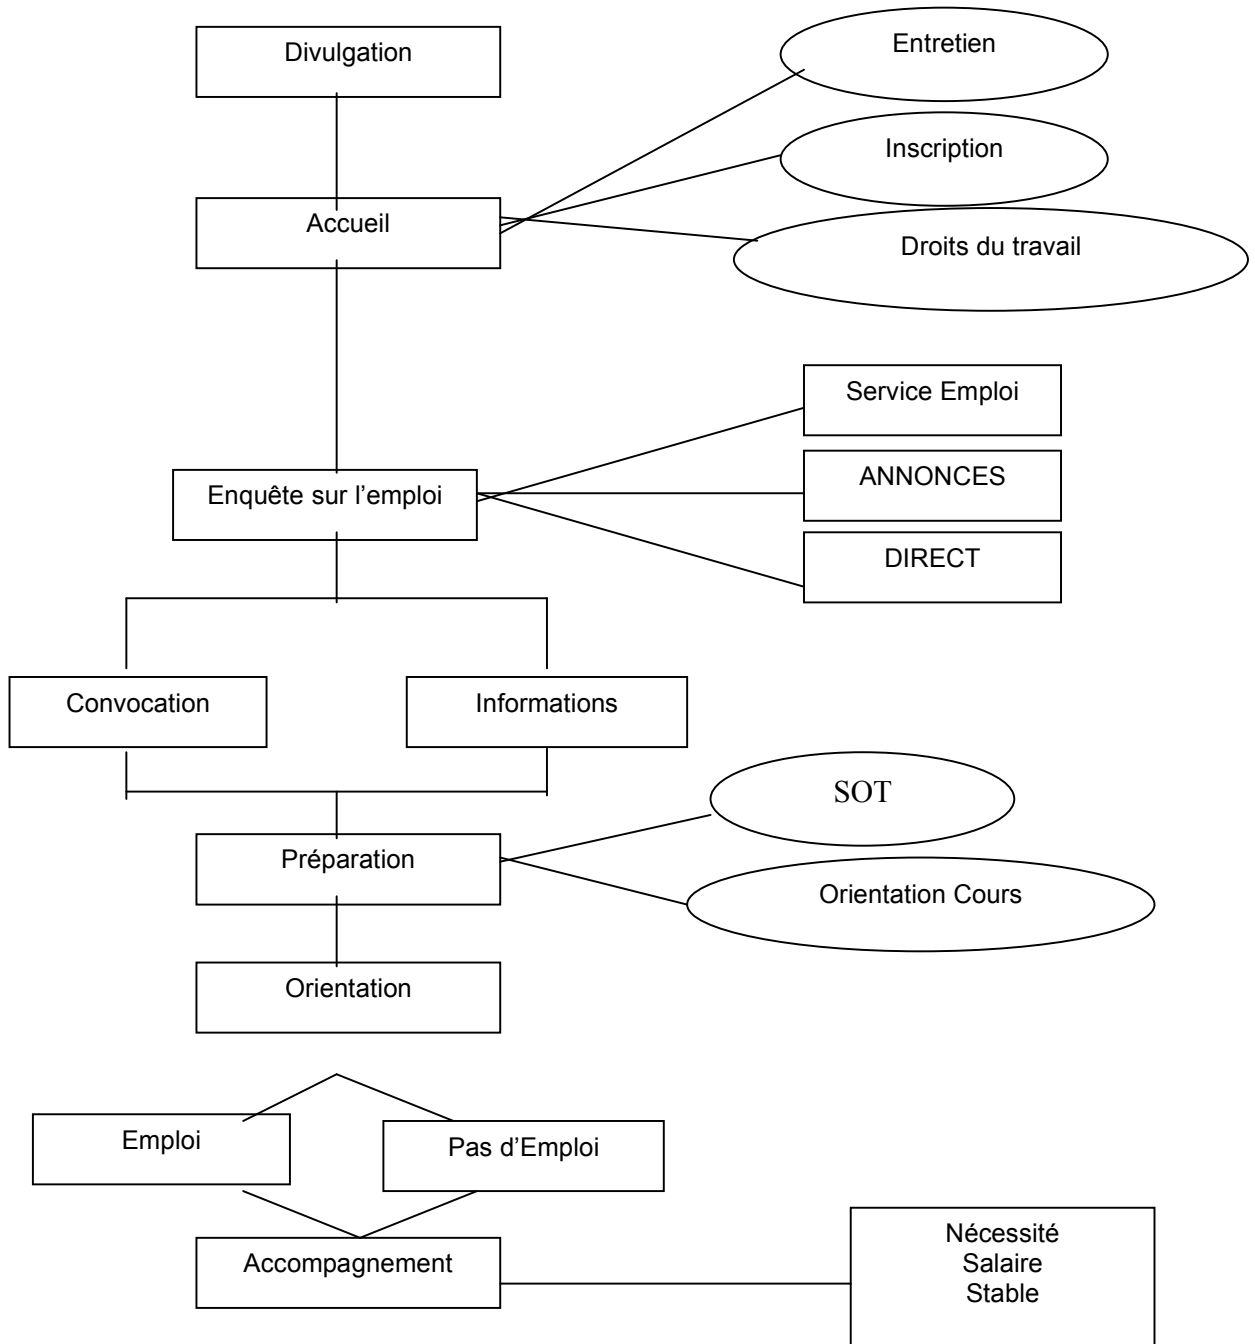 Divulgation
Entretien
Inscription
Accueil
Droits du travail
Service Emploi
Enquête sur l’emploi
ANNONCES
DIRECT
Convocation
Informations
SOT
Préparation
Orientation Cours
Orientation
Emploi
Pas d’Emploi
Accompagnement
Nécessité
Salaire
Stable